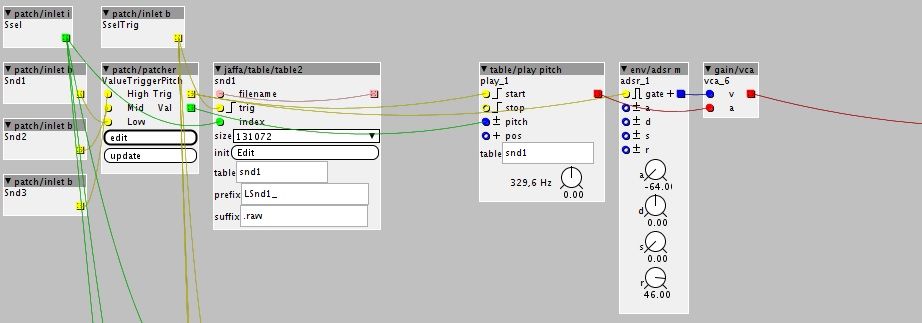 patch/inlet i
Ssel
patch/inlet b
SselTrig
patch/inlet b
Snd1
patch/inlet b
Snd2
patch/inlet b
Snd3
patch/patcher
ValueTriggerPitch
High Trig
Mid Val
Low
edit
update
jaffa/table/table2
snd1
filename
trig
index
size 131072
init Edit
table snd1
prefix LSnd1_
suffix .raw
table/play pitch
play_1
start
stop
pitch
pos
table snd1
329,6 Hz
0.00
env/adsr m
adsr_1
gate +
a
d
s
r
a
-64.0
d
0.00
s
0.00
r
46.00
gain/vca
vca_6
v
a